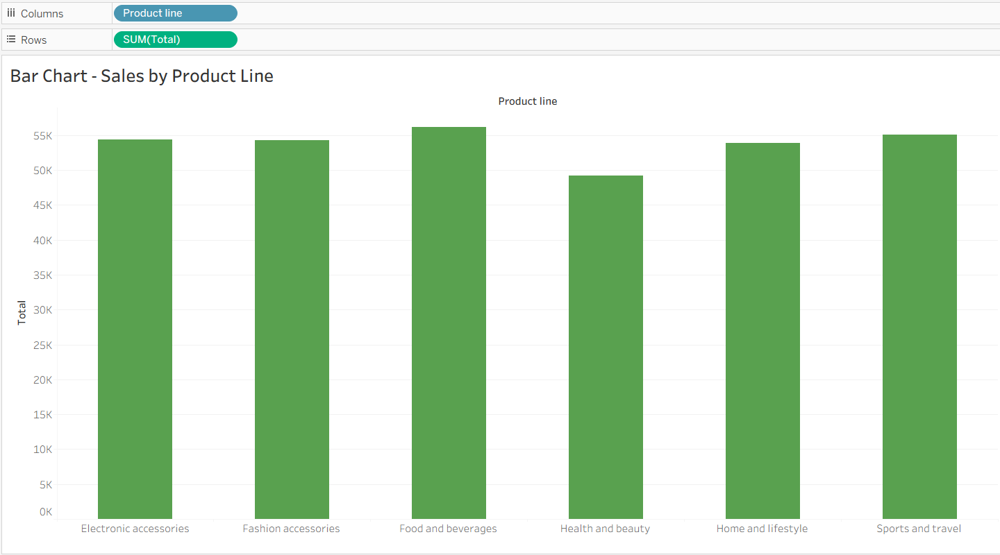 Columns Product line
Rows SUM(Total)
Bar Chart - Sales by Product Line
Product line
55K
50K
45K
40K
35K
30K
25K
20K
15K
10K
5K
0K
Total
Electronic accessories Fashion accessories Food and beverages Health and beauty Home and lifestyle Sports and travel